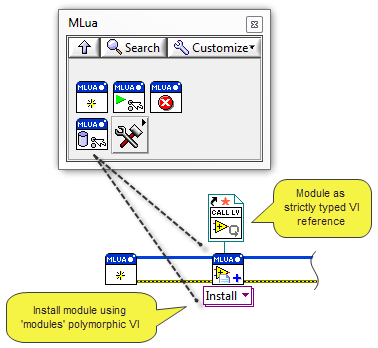 MLua
Search
Customize
MLUA
MLUA
MLUA
MLUA
CALL LV
Module as
strictly typed VI
reference
MLUA
MLUA
Install
Install module using
'modules' polymorphic VI